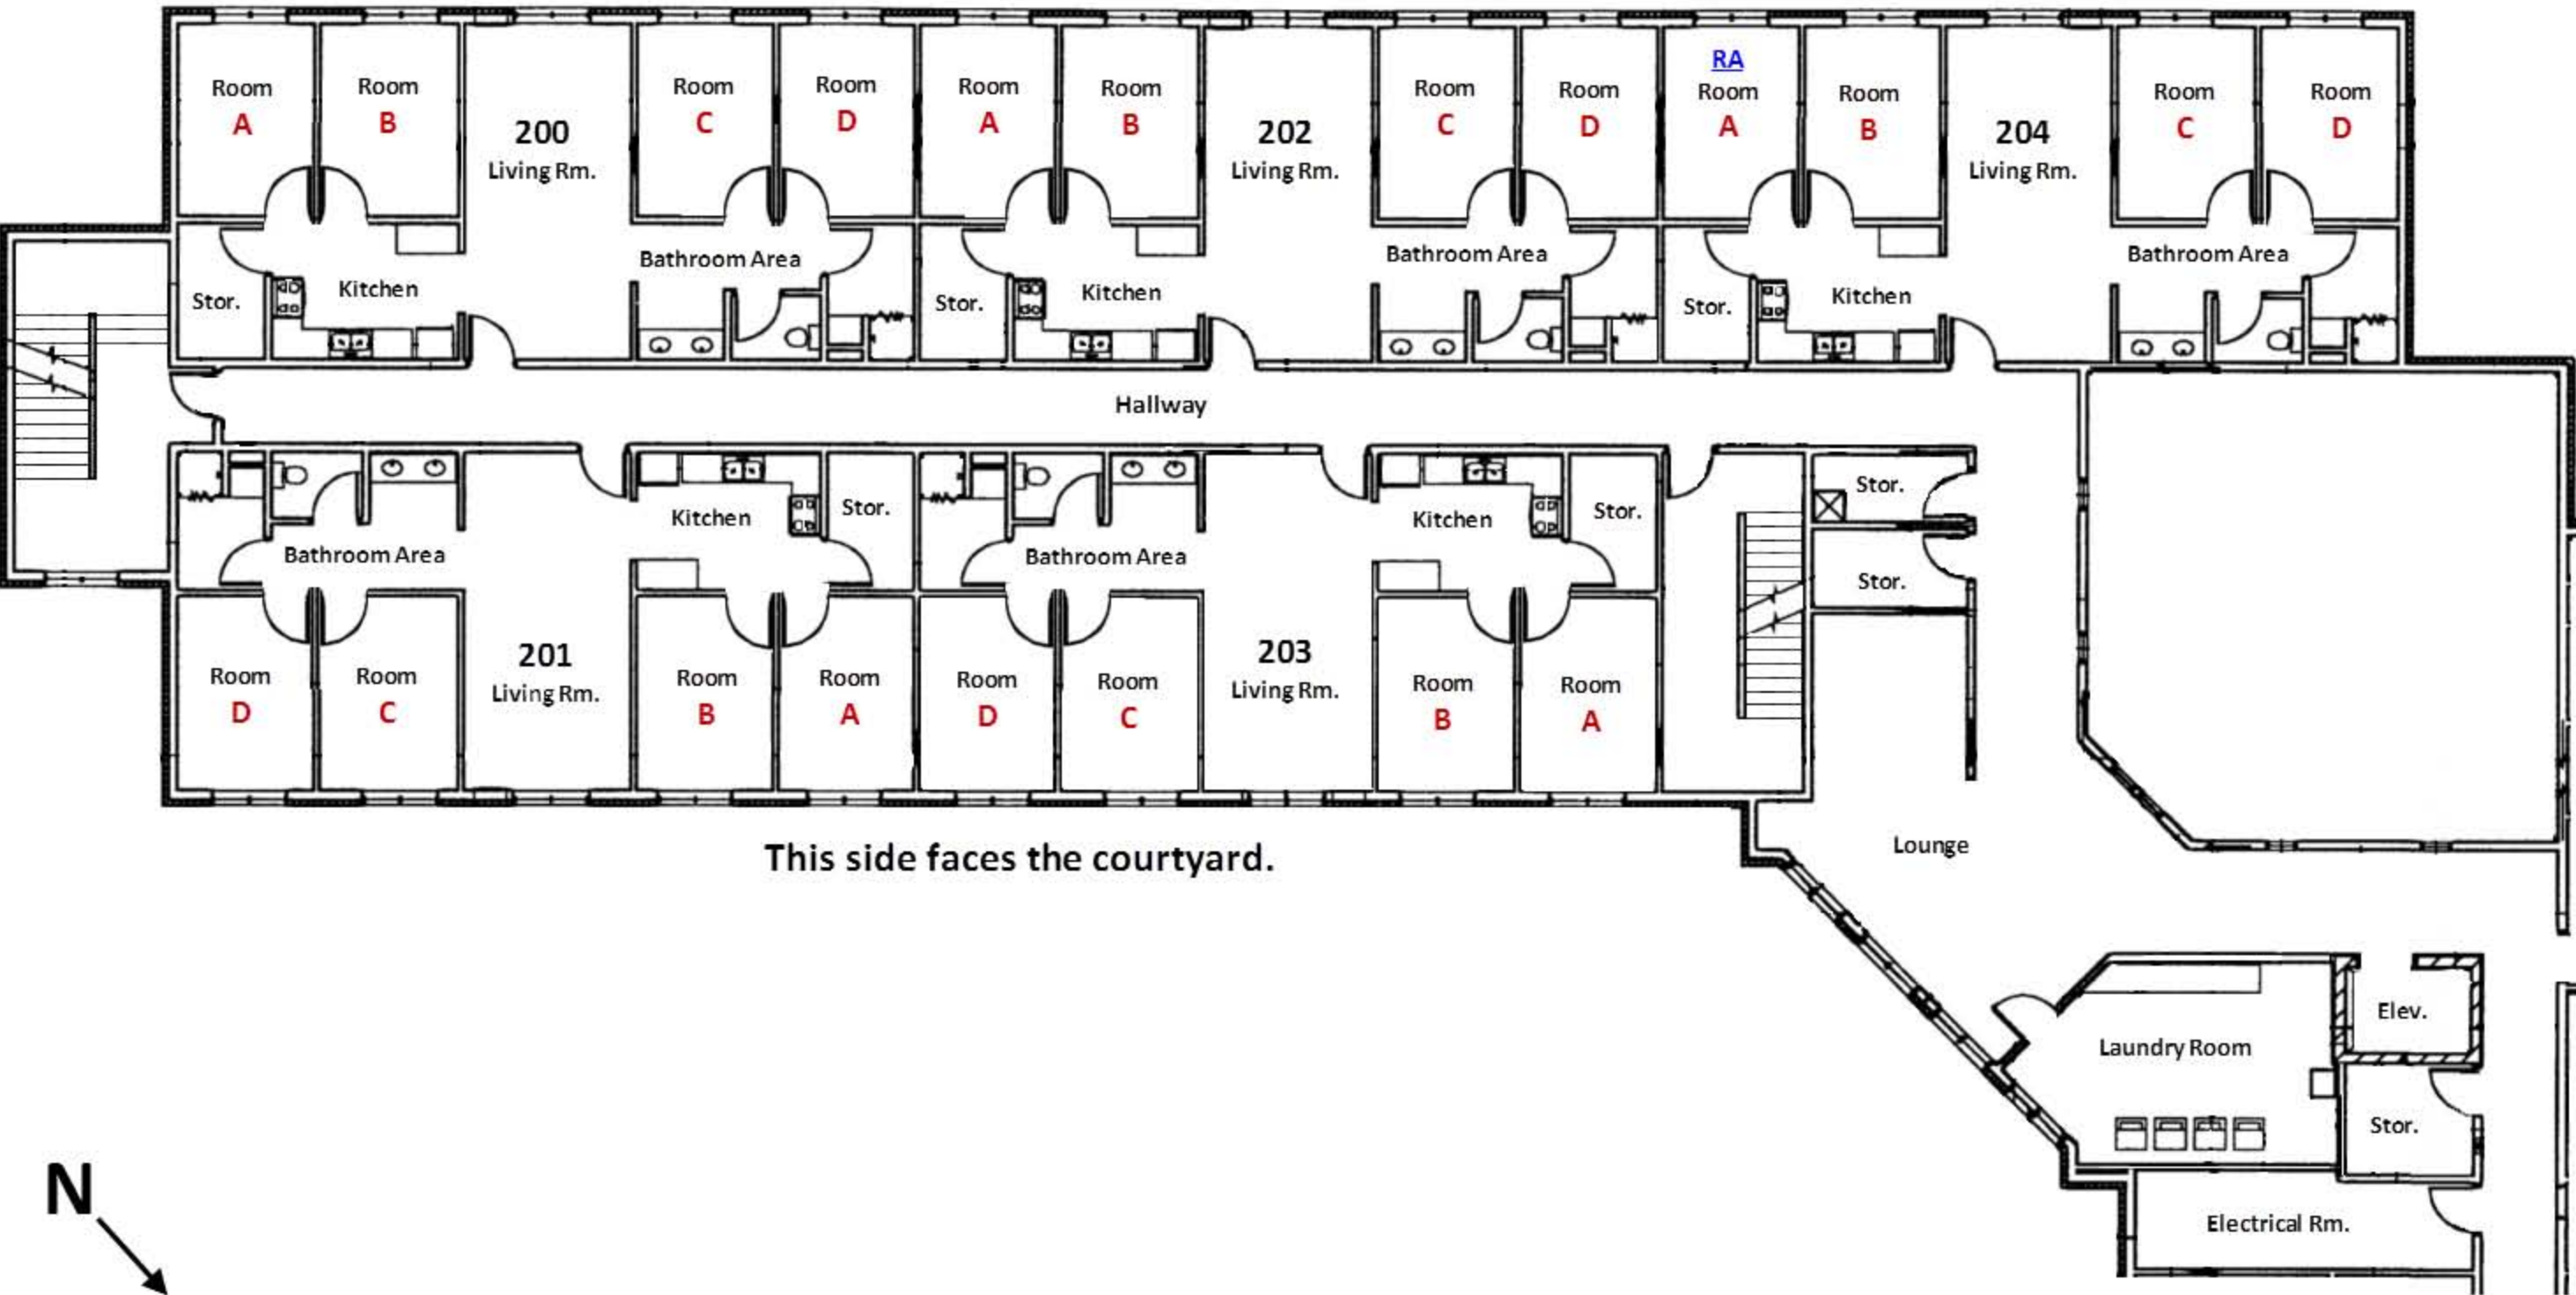 RA
Room
A
Room
B
200
Living Rm.
Room
C
Room
D
Room
A
Room
B
202
Living Rm.
Room
C
Room
D
Room
A
Room
B
204
Living Rm.
Room
C
Room
D
Stor.
Kitchen
Bathroom Area
Stor.
Kitchen
Bathroom Area
Stor.
Kitchen
Bathroom Area
Hallway
Bathroom Area
Kitchen
Stor.
Bathroom Area
Kitchen
Stor.
Stor.
Stor.
Room
D
Room
C
201
Living Rm.
Room
B
Room
A
Room
D
Room
C
203
Living Rm.
Room
B
Room
A
This side faces the courtyard.
Lounge
Elev.
Laundry Room
Stor.
Electrical Rm.
N